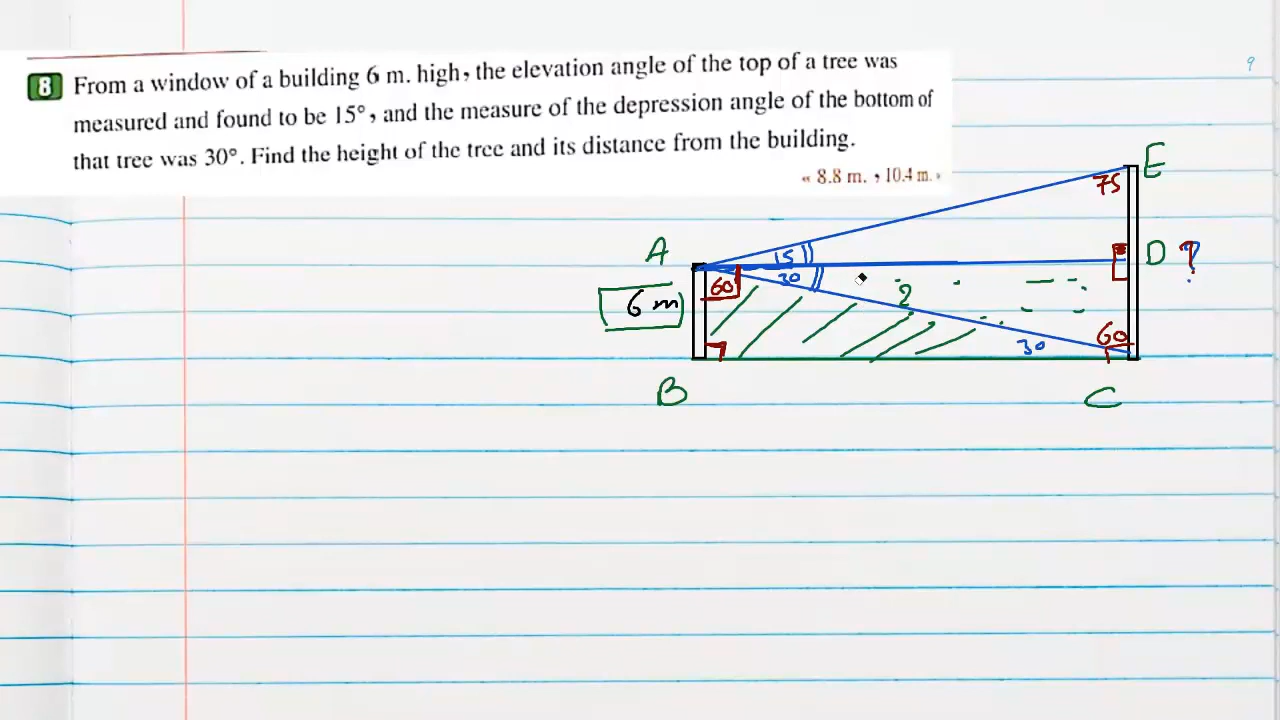 9
8 From a window of a building 6 m. high, the elevation angle of the top of a tree was
measured and found to be 15°, and the measure of the depression angle of the bottom of
that tree was 30°. Find the height of the tree and its distance from the building.
« 8.8 m. , 10.4 m. »
E
75
A
15
D ?
30
60
6 m
?
60
30
B
C